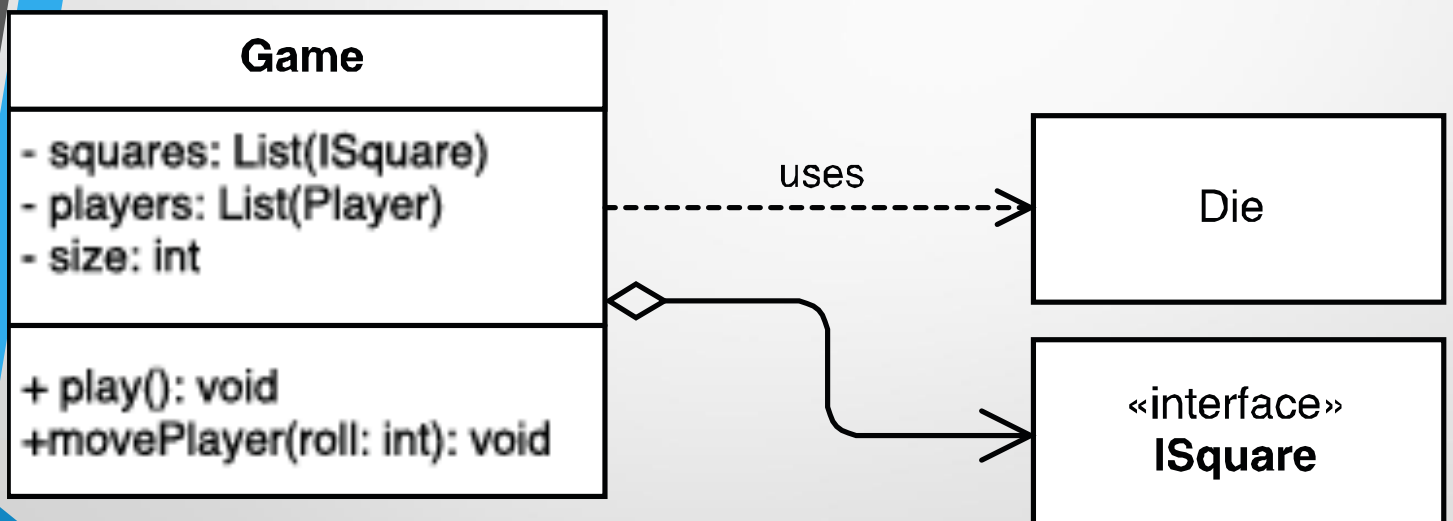 Game
- squares: List(ISquare)
- players: List(Player)
- size: int
+ play(): void
+movePlayer(roll: int): void
uses
Die
«interface»
ISquare